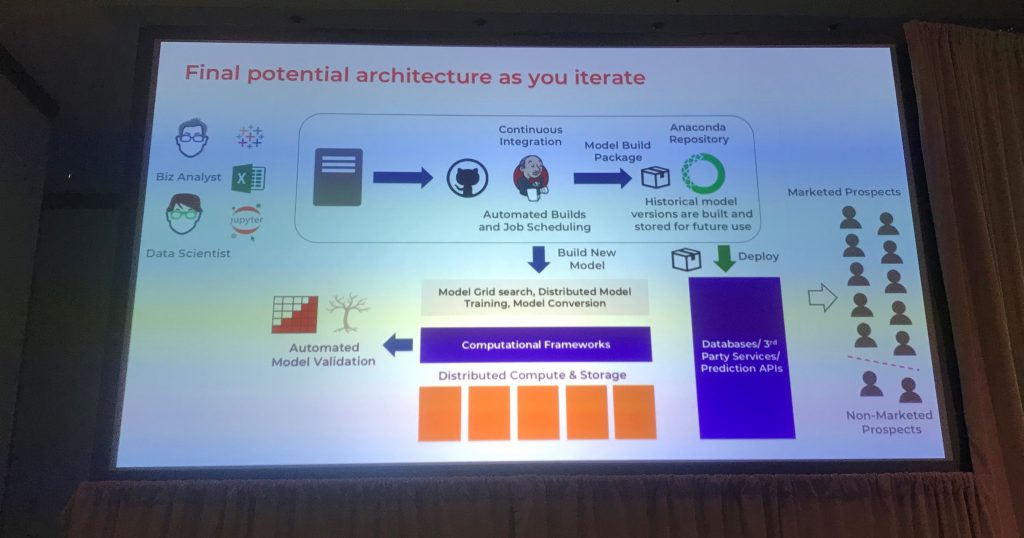 Final potential architecture as you iterate
Biz Analyst
jupyter
Data Scientist
Continuous
Integration
Automated Builds
and Job Scheduling
Model Build
Package
Anaconda
Repository
Historical model
versions are built and
stored for future use
Build New
Model
Deploy
Model Grid search, Distributed Model
Training, Model Conversion
Computational Frameworks
Distributed Compute & Storage
Automated
Model Validation
Databases/ 3rd
Party Services/
Prediction APIs
Marketed Prospects
Non-Marketed
Prospects